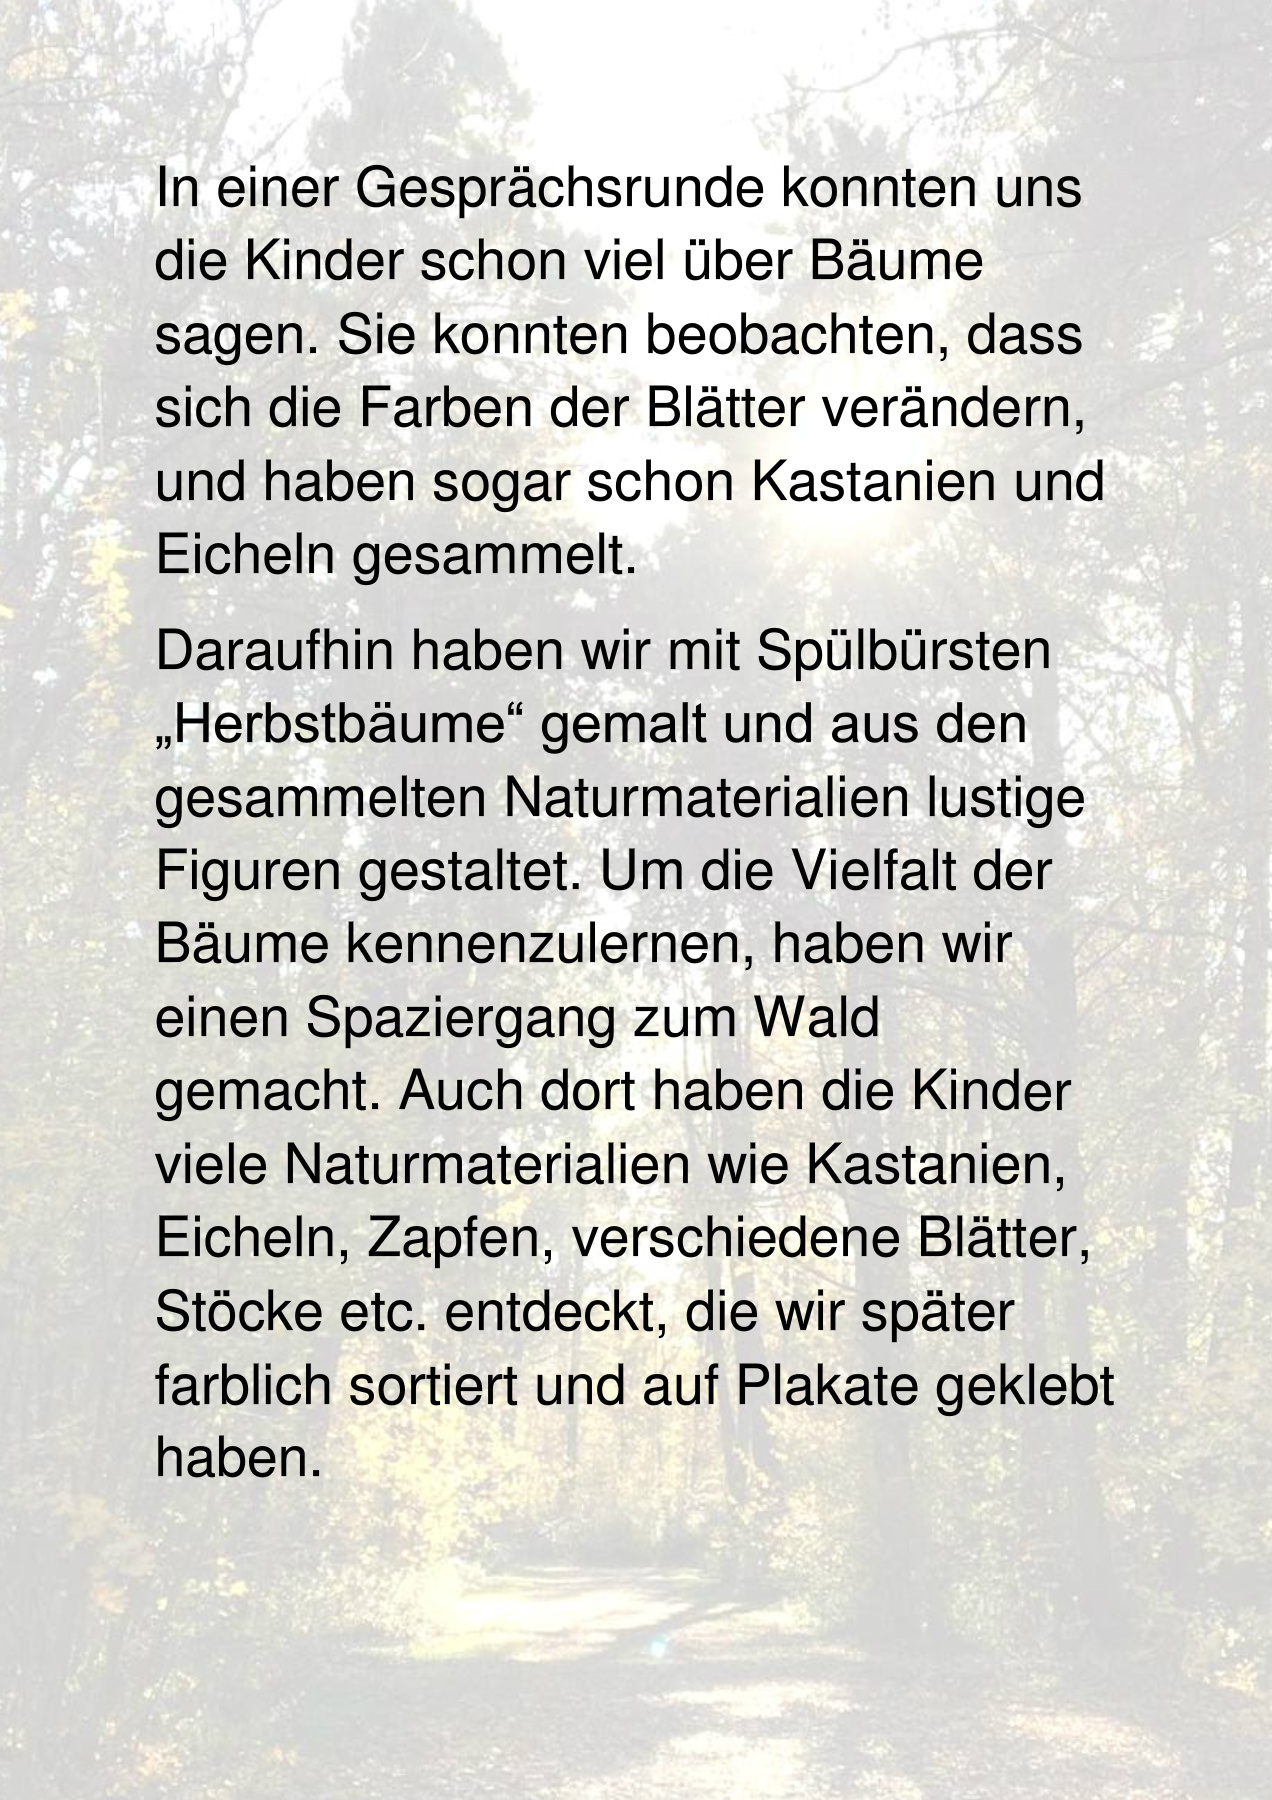 In einer Gesprächsrunde konnten uns
die Kinder schon viel über Bäume
sagen. Sie konnten beobachten, dass
sich die Farben der Blätter verändern,
und haben sogar schon Kastanien und
Eicheln gesammelt.
Daraufhin haben wir mit Spülbürsten
„Herbstbäume“ gemalt und aus den
gesammelten Naturmaterialien lustige
Figuren gestaltet. Um die Vielfalt der
Bäume kennenzulernen, haben wir
einen Spaziergang zum Wald
gemacht. Auch dort haben die Kinder
viele Naturmaterialien wie Kastanien,
Eicheln, Zapfen, verschiedene Blätter,
Stöcke etc. entdeckt, die wir später
farblich sortiert und auf Plakate geklebt
haben.